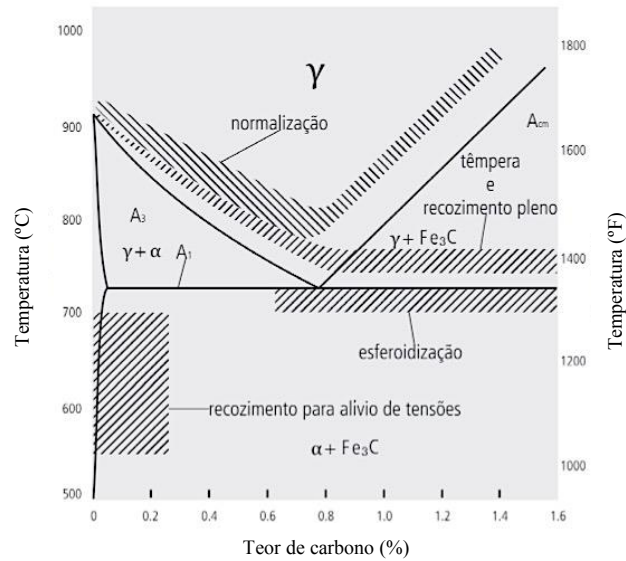 1000
900
800
700
600
500
Temperatura (ºC)
1800
1600
1400
1200
1000
Temperatura (ºF)
γ
normalização
Acm
têmpera
e
recozimento pleno
A3
γ + α
A1
γ + Fe3C
esferoidização
recozimento para alivio de tensões
α + Fe3C
0
0.2
0.4
0.6
0.8
1.0
1.2
1.4
1.6
Teor de carbono (%)